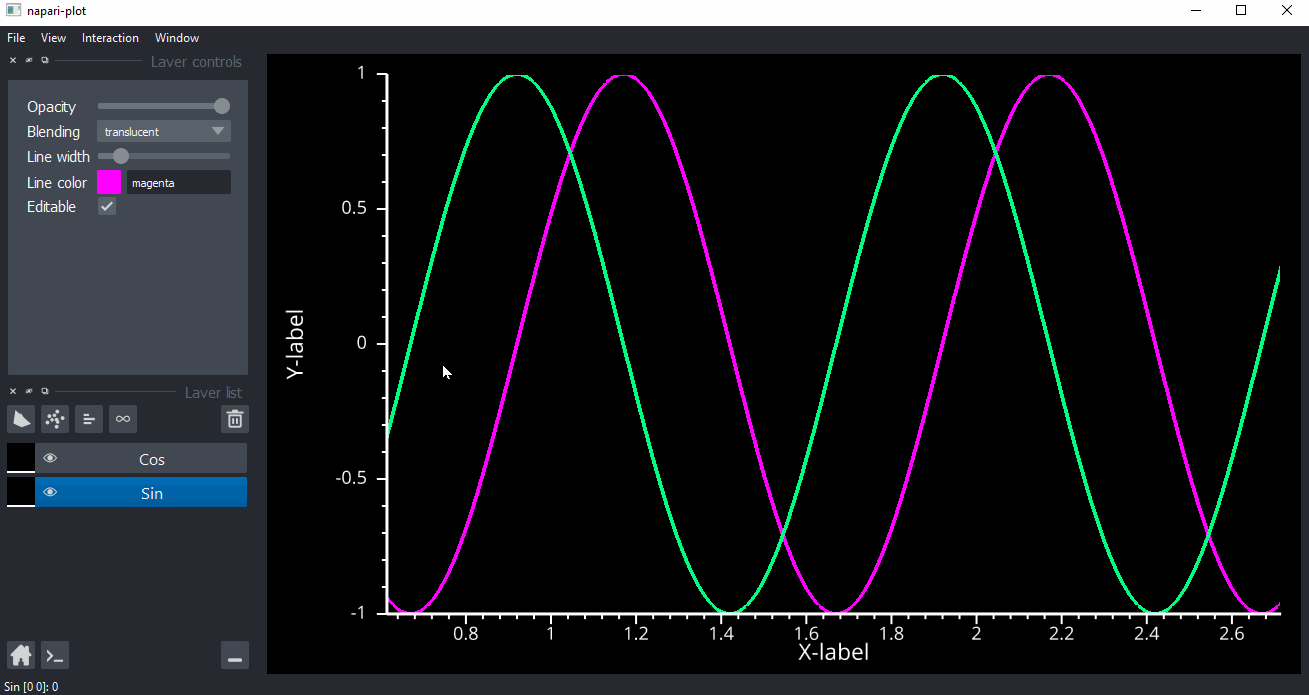 napari-plot
File View Interaction Window
Layer controls
Opacity
Blending translucent
Line width
Line color magenta
Editable
Layer list
Cos
Sin
Sin [0 0]: 0
1
0.5
0
-0.5
-1
Y-label
0.8 1 1.2 1.4 1.6 1.8 2 2.2 2.4 2.6
X-label